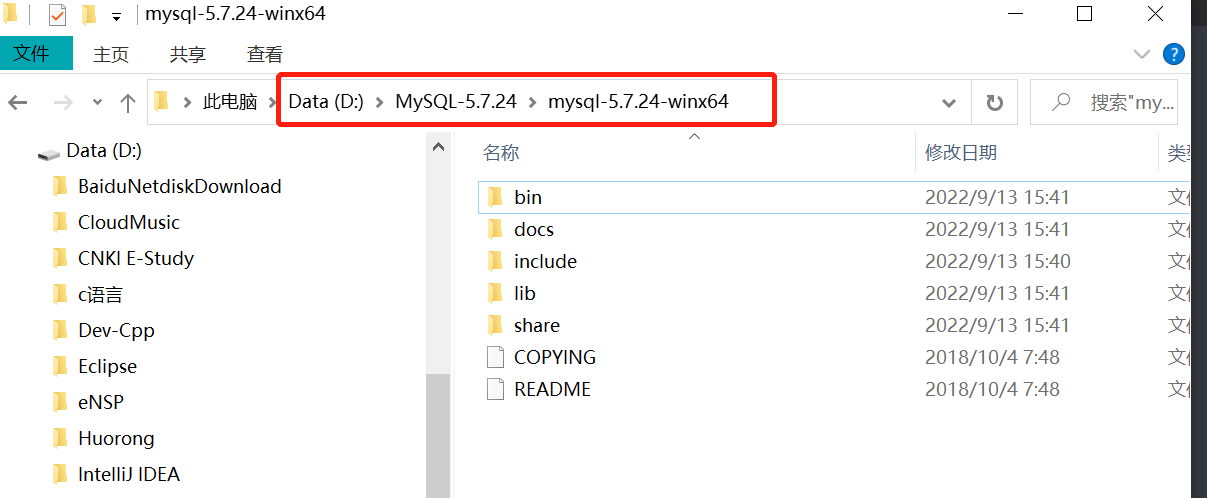 mysql-5.7.24-winx64
文件 主页 共享 查看
此电脑 Data (D:) MySQL-5.7.24 mysql-5.7.24-winx64 搜索"my...
Data (D:)
BaiduNetdiskDownload
CloudMusic
CNKI E-Study
c语言
Dev-Cpp
Eclipse
eNSP
Huorong
IntelliJ IDEA
名称 修改日期
bin 2022/9/13 15:41 文
docs 2022/9/13 15:41 文
include 2022/9/13 15:40 文
lib 2022/9/13 15:41 文
share 2022/9/13 15:41 文
COPYING 2018/10/4 7:48 文
README 2018/10/4 7:48 文